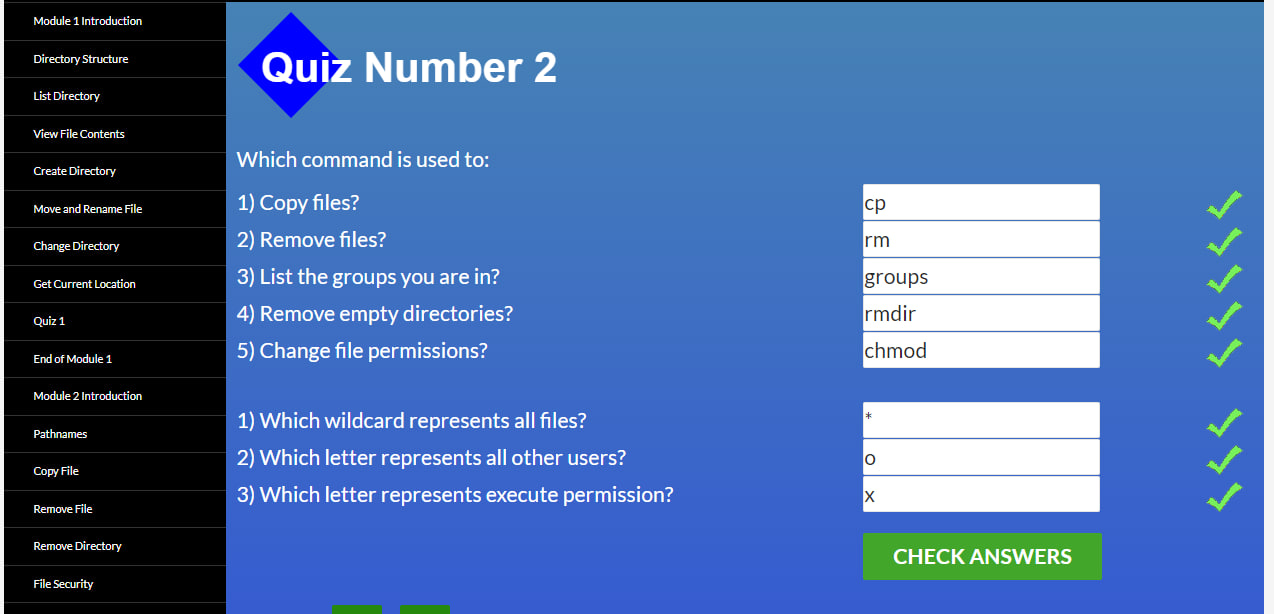 Module 1 Introduction
Directory Structure
List Directory
View File Contents
Create Directory
Move and Rename File
Change Directory
Get Current Location
Quiz 1
End of Module 1
Module 2 Introduction
Pathnames
Copy File
Remove File
Remove Directory
File Security
Quiz Number 2
Which command is used to:
1) Copy files? cp
2) Remove files? rm
3) List the groups you are in? groups
4) Remove empty directories? rmdir
5) Change file permissions? chmod
1) Which wildcard represents all files? *
2) Which letter represents all other users? o
3) Which letter represents execute permission? x
CHECK ANSWERS